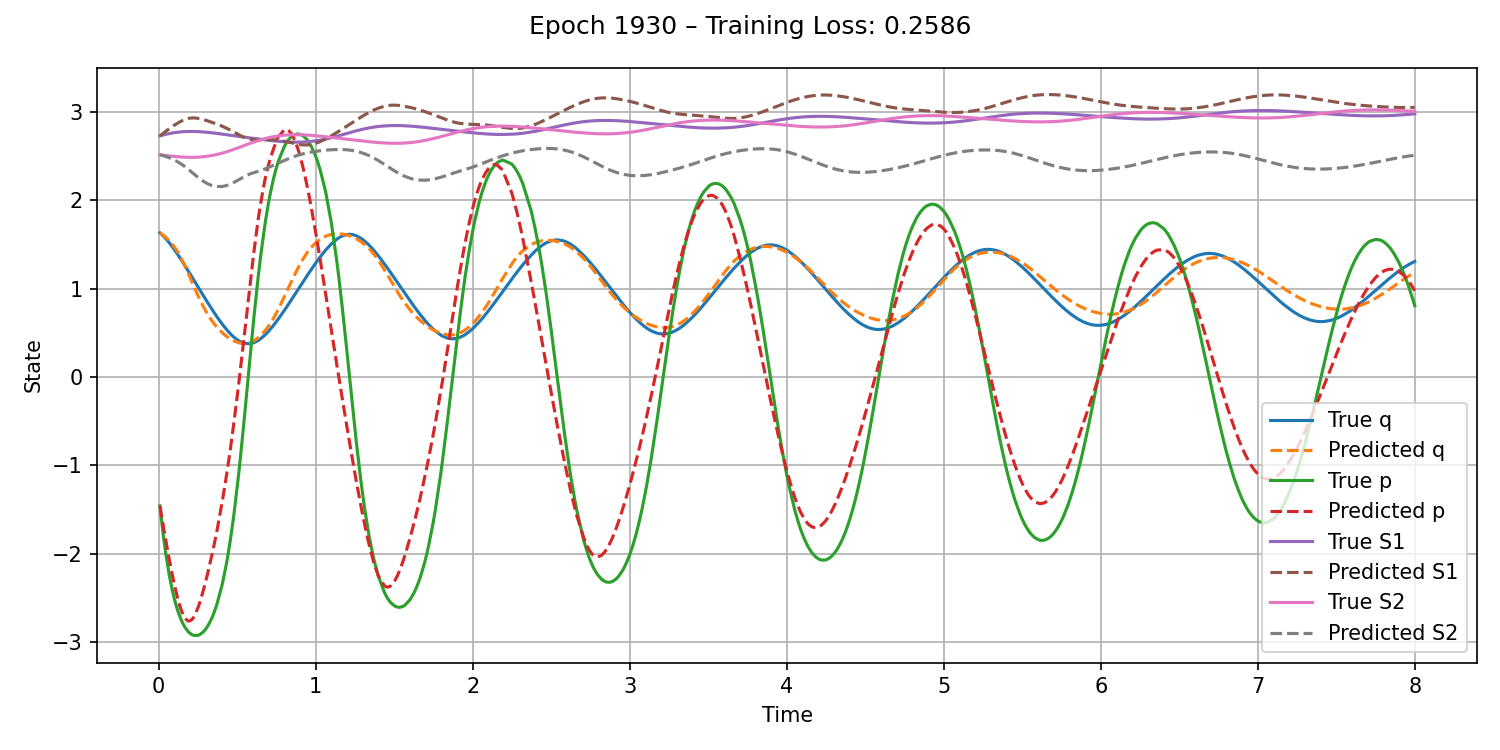 Epoch 1930 – Training Loss: 0.2586
3
2
1
0
−1
−2
−3
State
0 1 2 3 4 5 6 7 8
Time
True q
Predicted q
True p
Predicted p
True S1
Predicted S1
True S2
Predicted S2